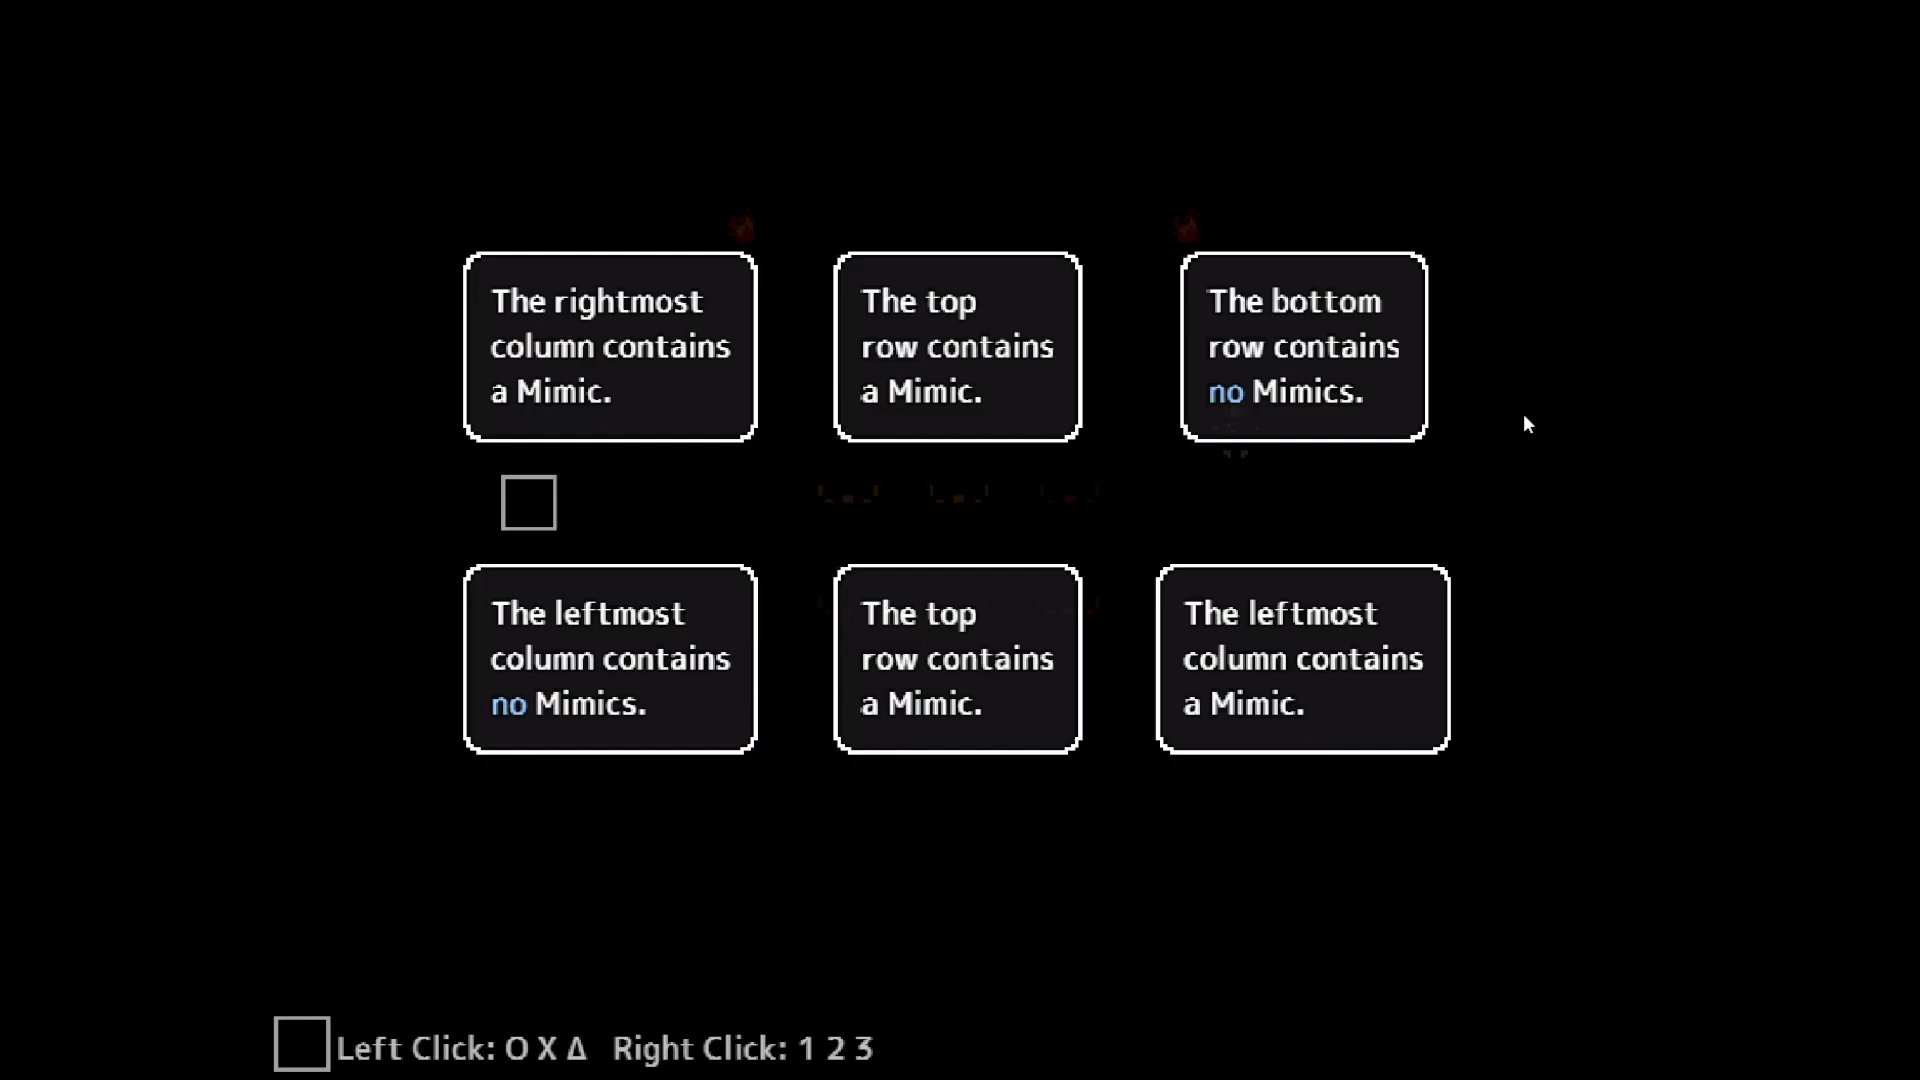 The rightmost
column contains
a Mimic.
The top
row contains
a Mimic.
The bottom
row contains
no Mimics.
The leftmost
column contains
no Mimics.
The top
row contains
a Mimic.
The leftmost
column contains
a Mimic.
Left Click: O X Δ Right Click: 1 2 3